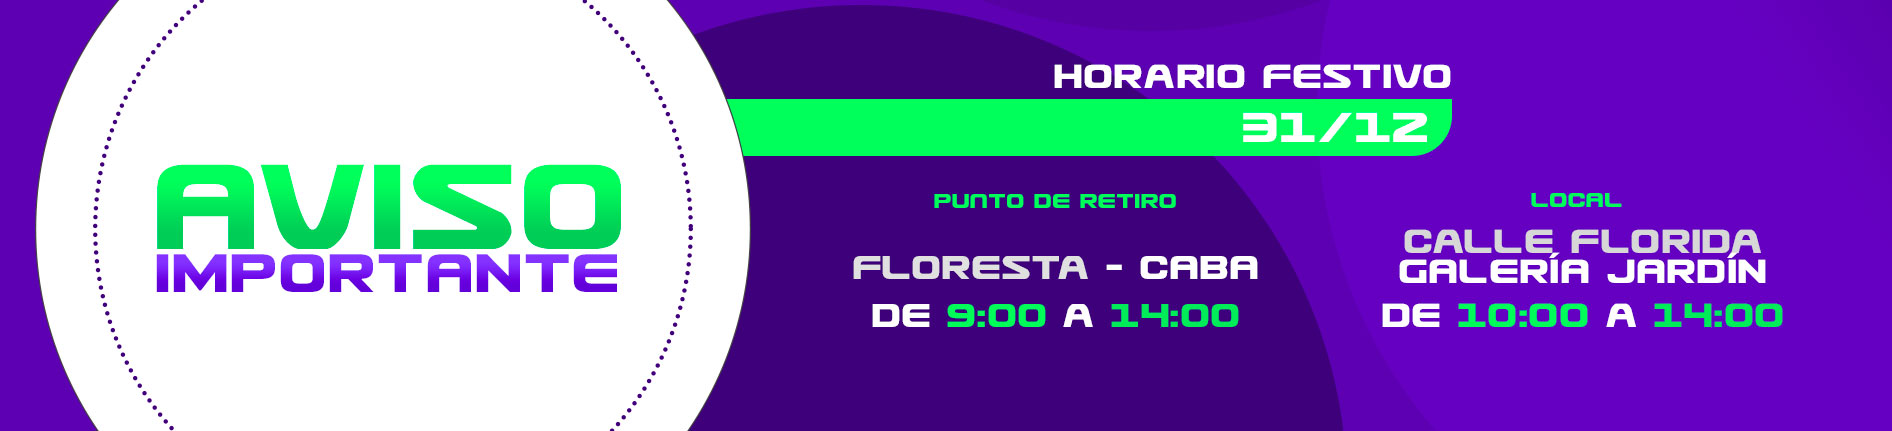 AVISO
IMPORTANTE
HORARIO FESTIVO
31/12
PUNTO DE RETIRO
FLORESTA - CABA
DE 9:00 A 14:00
LOCAL
CALLE FLORIDA
GALERÍA JARDÍN
DE 10:00 A 14:00